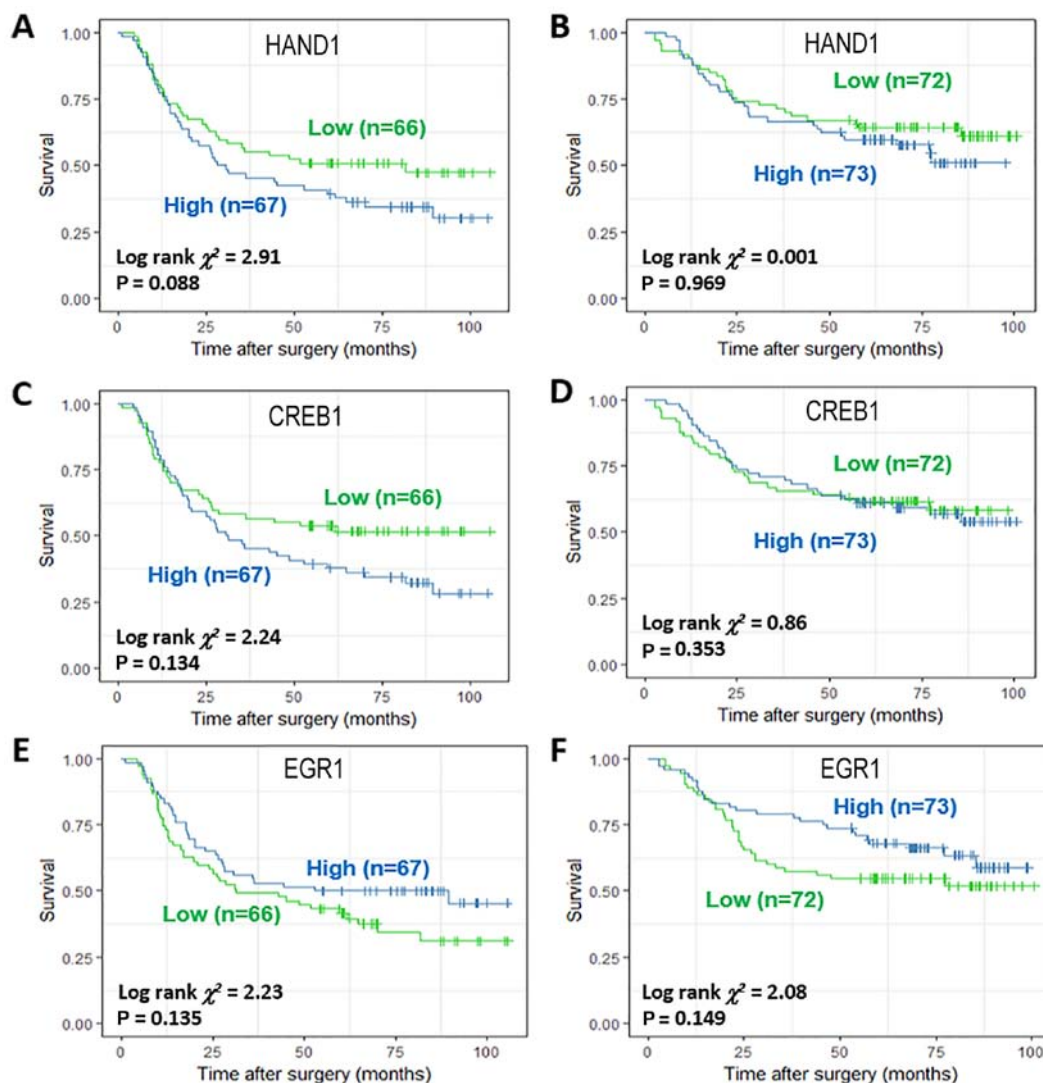 A
HAND1
1.00
0.75
0.50
0.25
0.00
Survival
Low (n=66)
High (n=67)
Log rank χ² = 2.91
P = 0.088
0 25 50 75 100
Time after surgery (months)
B
HAND1
1.00
0.75
0.50
0.25
0.00
Survival
Low (n=72)
High (n=73)
Log rank χ² = 0.001
P = 0.969
0 25 50 75 100
Time after surgery (months)
C
CREB1
1.00
0.75
0.50
0.25
0.00
Survival
Low (n=66)
High (n=67)
Log rank χ² = 2.24
P = 0.134
0 25 50 75 100
Time after surgery (months)
D
CREB1
1.00
0.75
0.50
0.25
0.00
Survival
Low (n=72)
High (n=73)
Log rank χ² = 0.86
P = 0.353
0 25 50 75 100
Time after surgery (months)
E
EGR1
1.00
0.75
0.50
0.25
0.00
Survival
High (n=67)
Low (n=66)
Log rank χ² = 2.23
P = 0.135
0 25 50 75 100
Time after surgery (months)
F
EGR1
1.00
0.75
0.50
0.25
0.00
Survival
High (n=73)
Low (n=72)
Log rank χ² = 2.08
P = 0.149
0 25 50 75 100
Time after surgery (months)